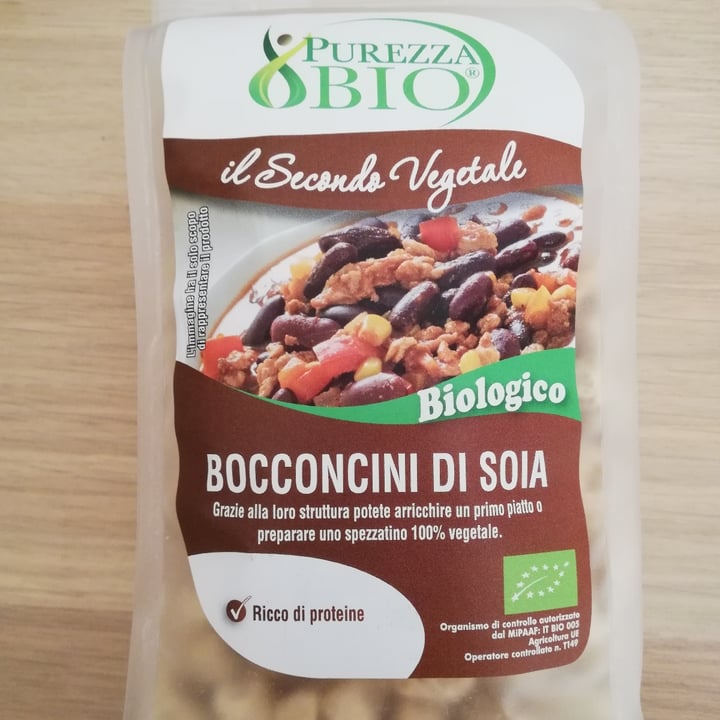 PUREZZA
BIO®
il Secondo Vegetale
L'immagine ha il solo scopo
di rappresentare il prodotto
Biologico
BOCCONCINI DI SOIA
Grazie alla loro struttura potete arricchire un primo piatto o
preparare uno spezzatino 100% vegetale.
Ricco di proteine
Organismo di controllo autorizzato
dal MiPAAF: IT BIO 005
Agricoltura UE
Operatore controllato n. T149